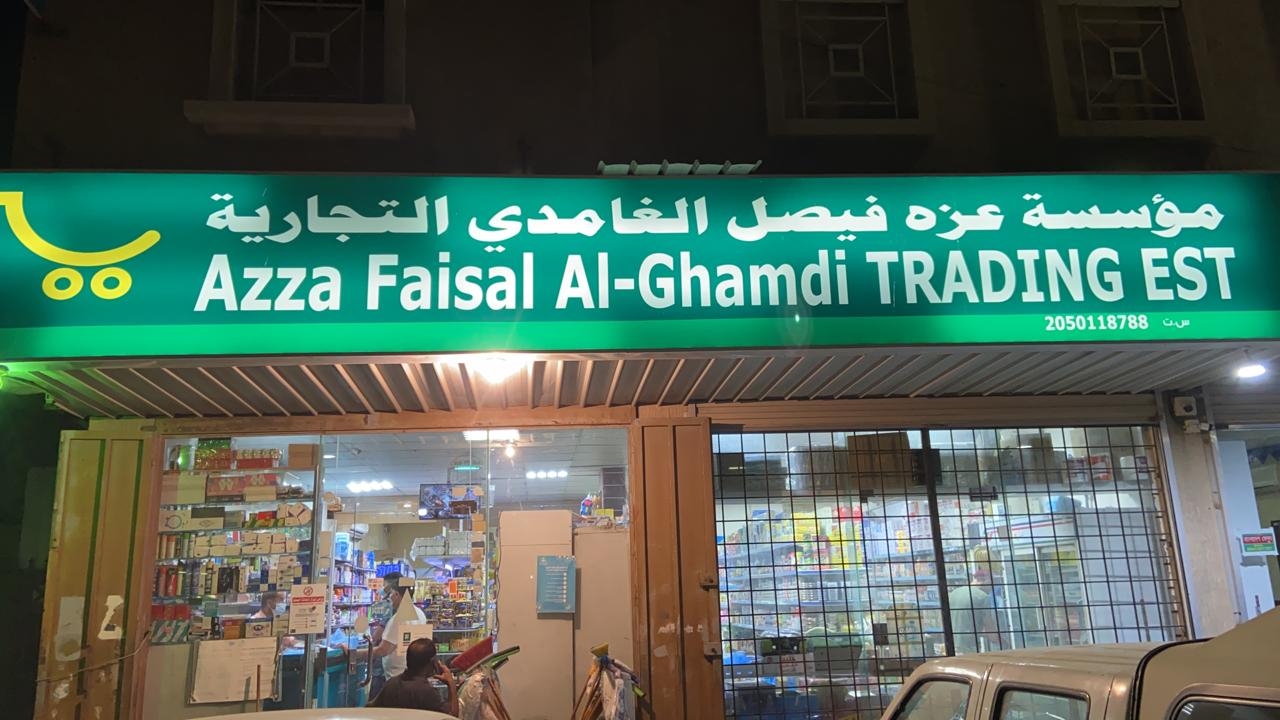 مؤسسة عزه فيصل الغامدي التجارية
Azza Faisal Al-Ghamdi TRADING EST
س.ت 2050118788